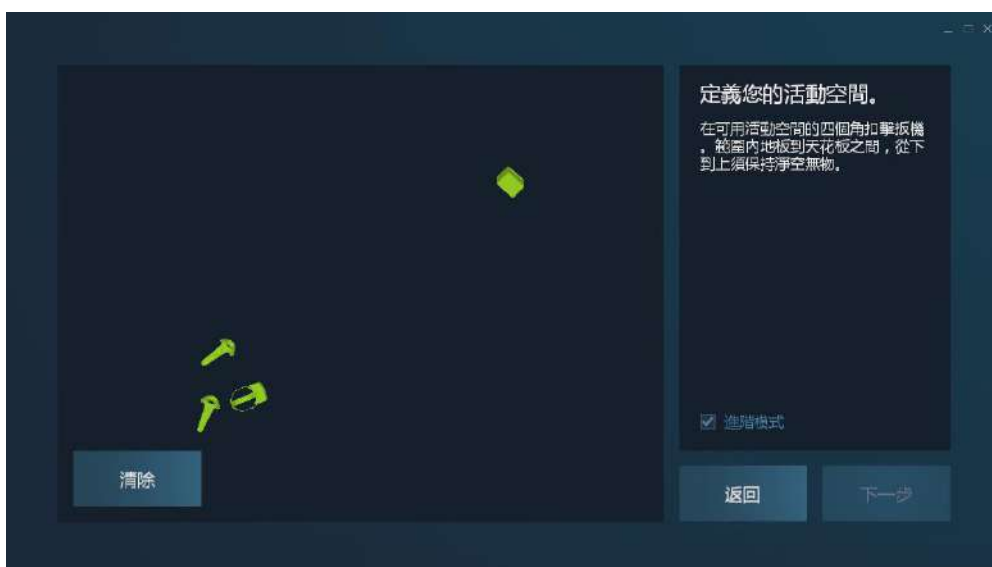 定義您的活動空間。
在可用活動空間的四個角扣擊扳機
。範圍內地板到天花板之間，從下
到上須保持淨空無物。
進階模式
清除
返回
下一步